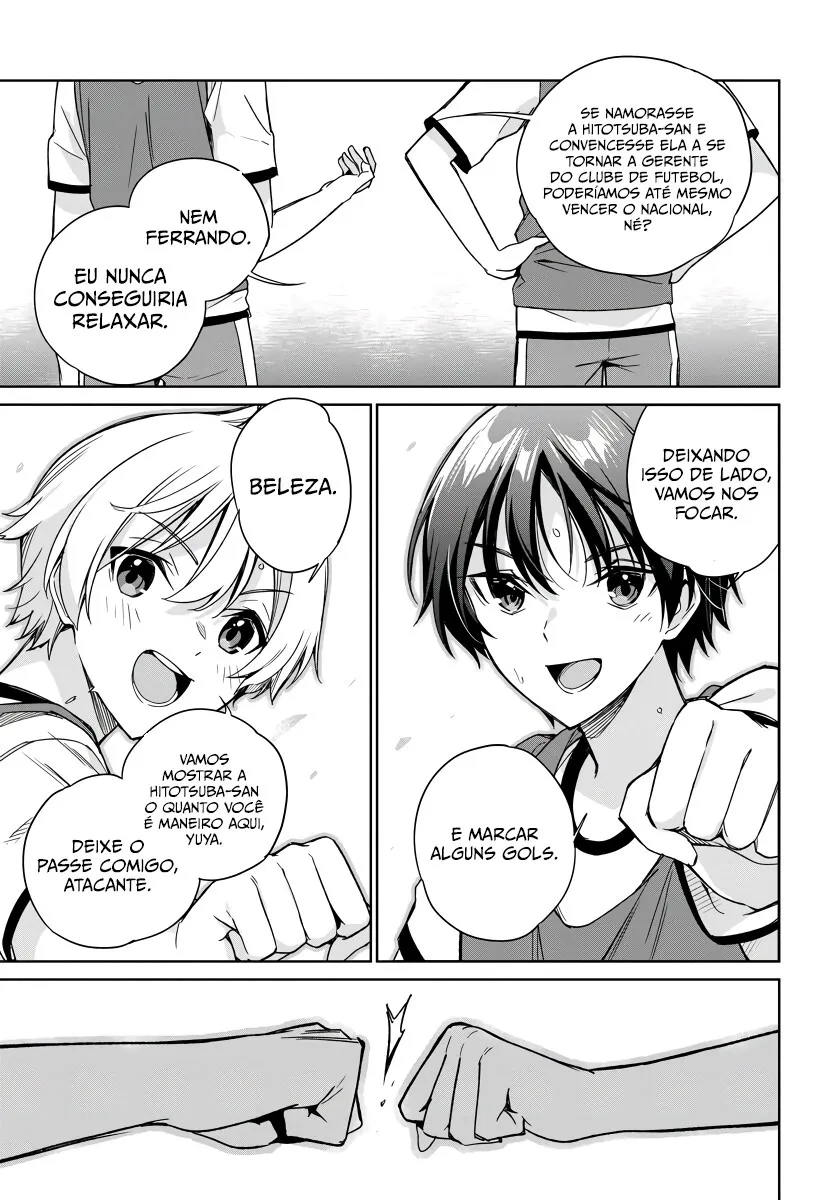 SE NAMORASSE
A HITOTSUBA-SAN E
CONVENCESSE ELA A SE
TORNAR A GERENTE
DO CLUBE DE FUTEBOL,
PODERÍAMOS ATÉ MESMO
VENCER O NACIONAL,
NÉ?
NEM
FERRANDO.
EU NUNCA
CONSEGUIRIA
RELAXAR.
DEIXANDO
ISSO DE LADO,
VAMOS NOS
FOCAR.
E MARCAR
ALGUNS GOLS.
BELEZA.
VAMOS
MOSTRAR A
HITOTSUBA-SAN
O QUANTO VOCÊ
É MANEIRO AQUI,
YUYA.
DEIXE O
PASSE COMIGO,
ATACANTE.